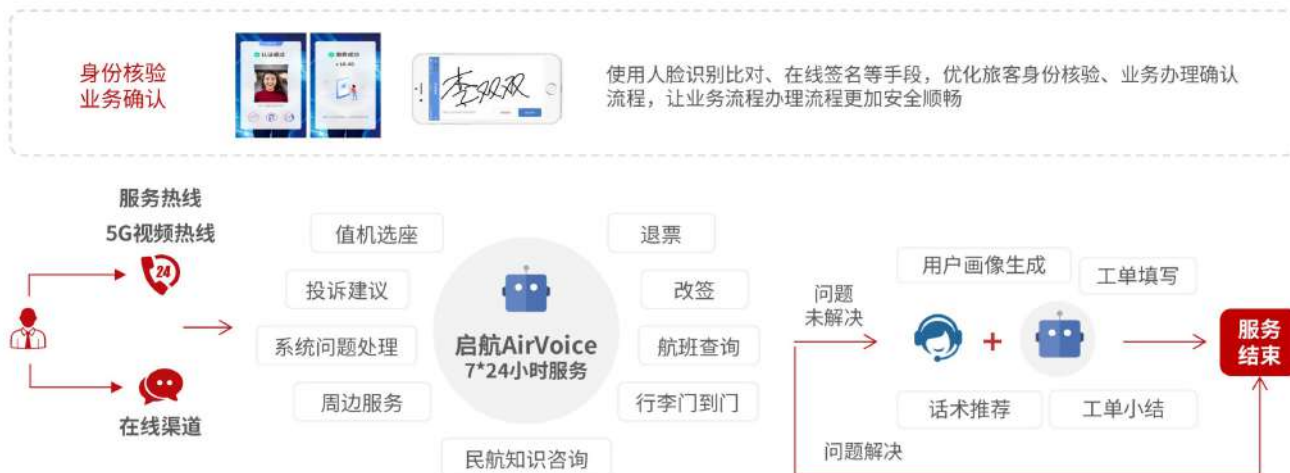 身份核验
业务确认
认证成功
李双双
使用人脸识别比对、在线签名等手段，优化旅客身份核验、业务办理确认
流程，让业务流程办理流程更加安全顺畅
服务热线
5G视频热线
24
在线渠道
值机选座
投诉建议
系统问题处理
周边服务
民航知识咨询
启航AirVoice
7*24小时服务
退票
改签
航班查询
行李门到门
问题
未解决
用户画像生成
工单填写
话术推荐
工单小结
问题解决
服务
结束